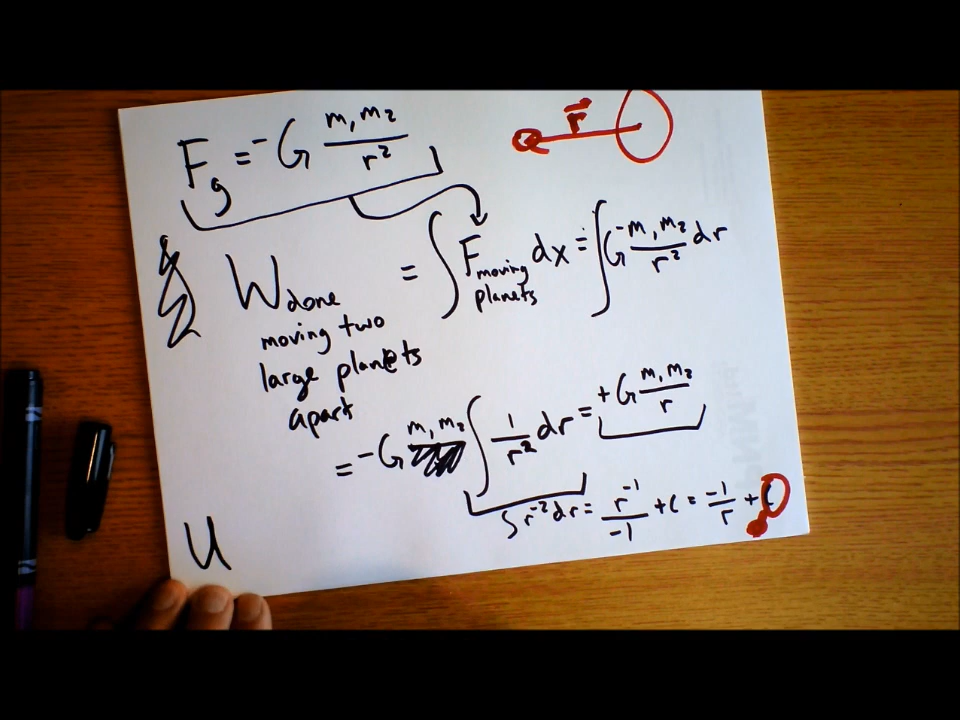 F_g = -G m₁m₂/r²
r⃗
W done moving two large planets apart = ∫ F moving planets dx = ∫ G -m₁m₂/r² dr
= -G m₁m₂ ∫ 1/r² dr = +G m₁m₂/r
∫ r⁻² dr = r⁻¹/-1 + C = -1/r + C
U